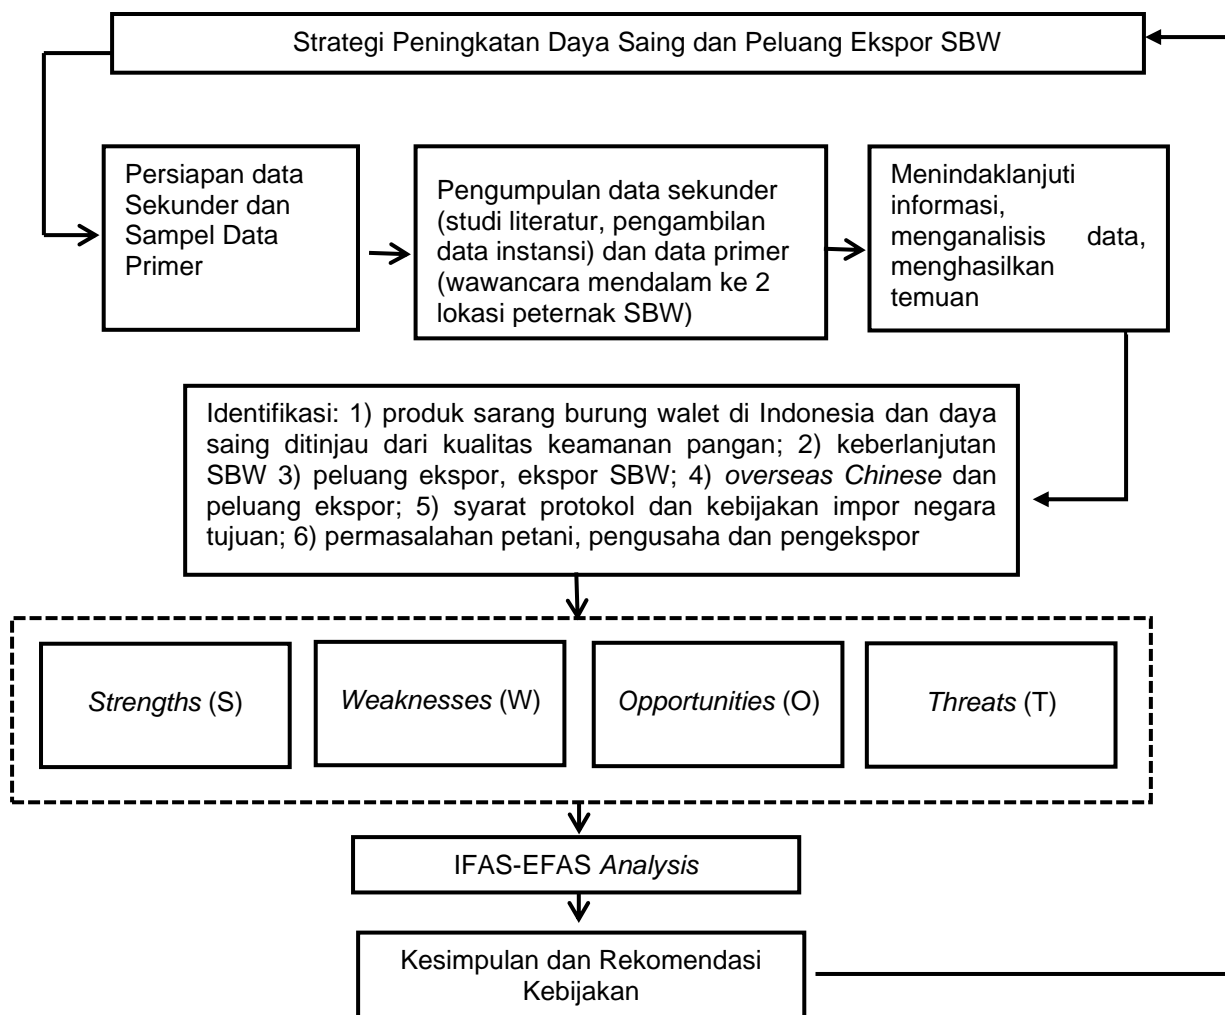 Strategi Peningkatan Daya Saing dan Peluang Ekspor SBW
Persiapan data
Sekunder dan
Sampel Data
Primer
Pengumpulan data sekunder
(studi literatur, pengambilan
data instansi) dan data primer
(wawancara mendalam ke 2
lokasi peternak SBW)
Menindaklanjuti
informasi,
menganalisis data,
menghasilkan
temuan
Identifikasi: 1) produk sarang burung walet di Indonesia dan daya
saing ditinjau dari kualitas keamanan pangan; 2) keberlanjutan
SBW 3) peluang ekspor, ekspor SBW; 4) overseas Chinese dan
peluang ekspor; 5) syarat protokol dan kebijakan impor negara
tujuan; 6) permasalahan petani, pengusaha dan pengekspor
Strengths (S)
Weaknesses (W)
Opportunities (O)
Threats (T)
IFAS-EFAS Analysis
Kesimpulan dan Rekomendasi
Kebijakan